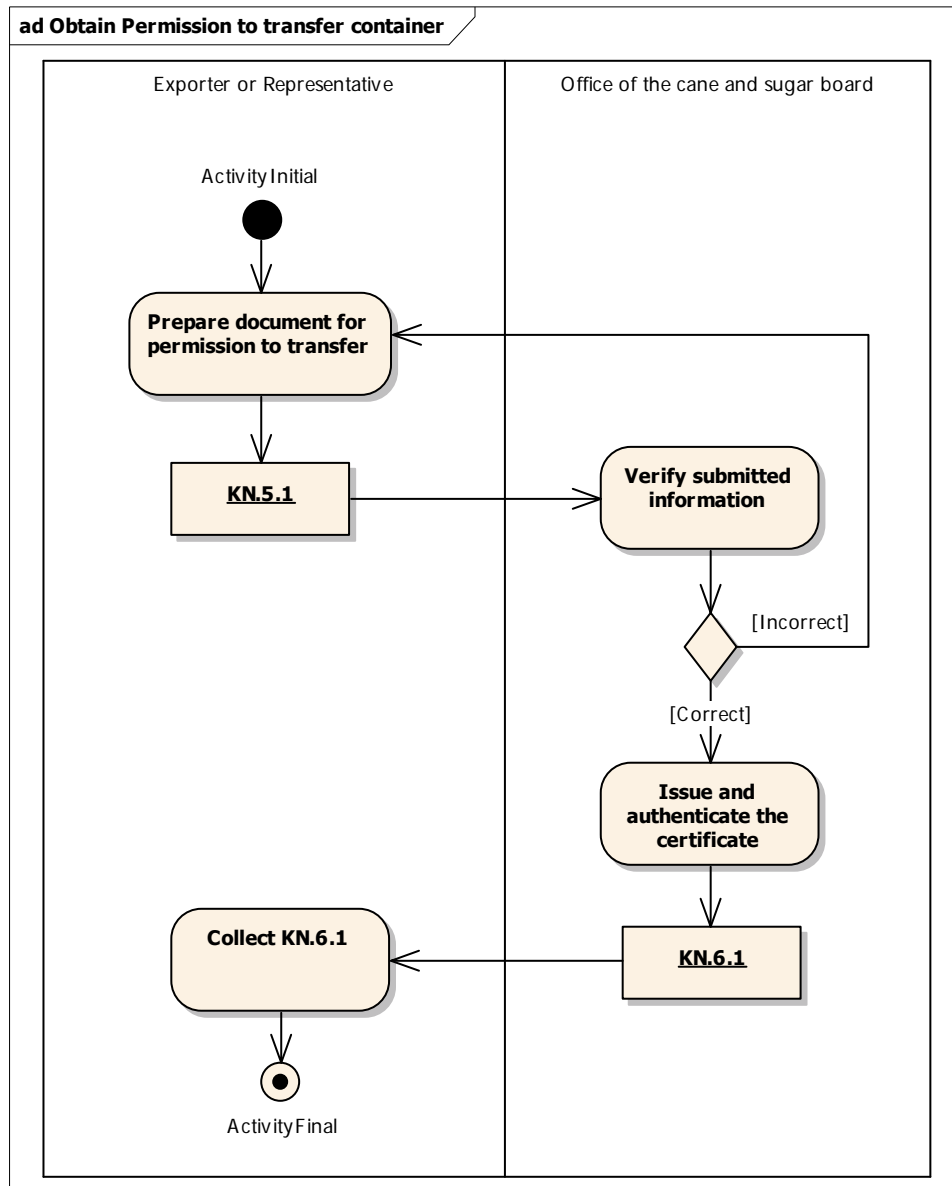 ad Obtain Permission to transfer container
Exporter or Representative
Office of the cane and sugar board
ActivityInitial
Prepare document for
permission to transfer
KN.5.1
Verify submitted
information
[Incorrect]
[Correct]
Issue and
authenticate the
certificate
Collect KN.6.1
KN.6.1
ActivityFinal